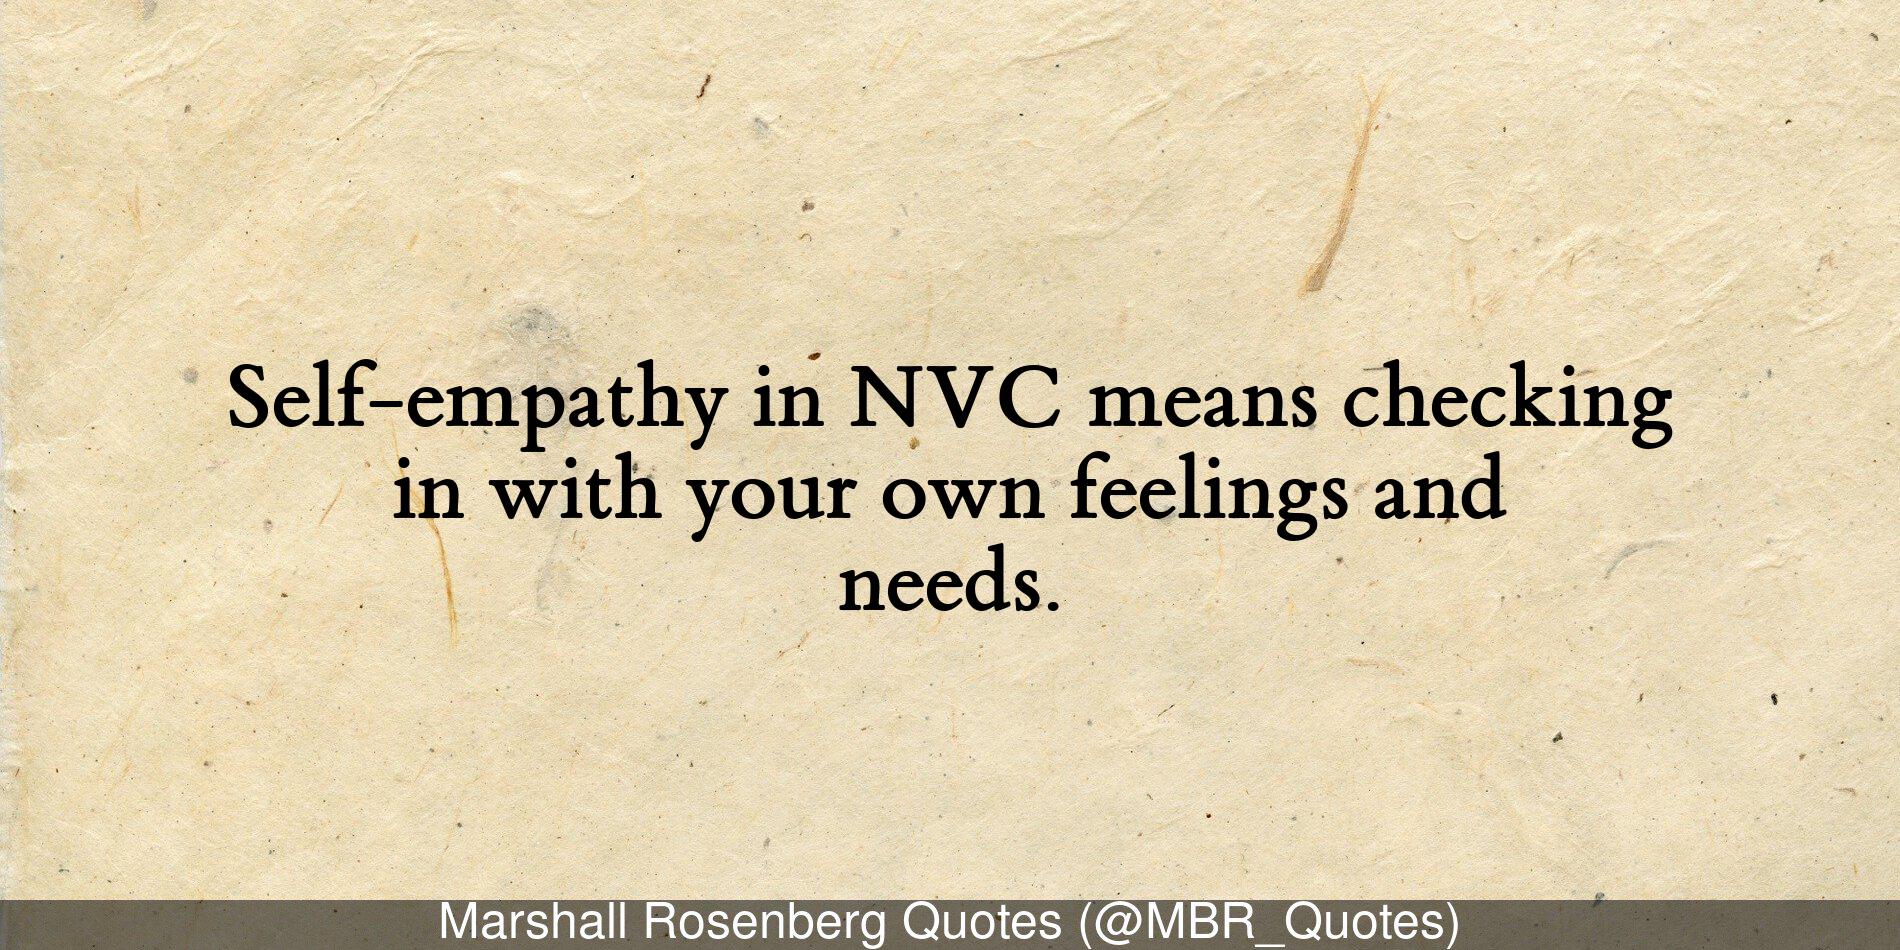 Self-empathy in NVC means checking
in with your own feelings and
needs.
Marshall Rosenberg Quotes (@MBR_Quotes)